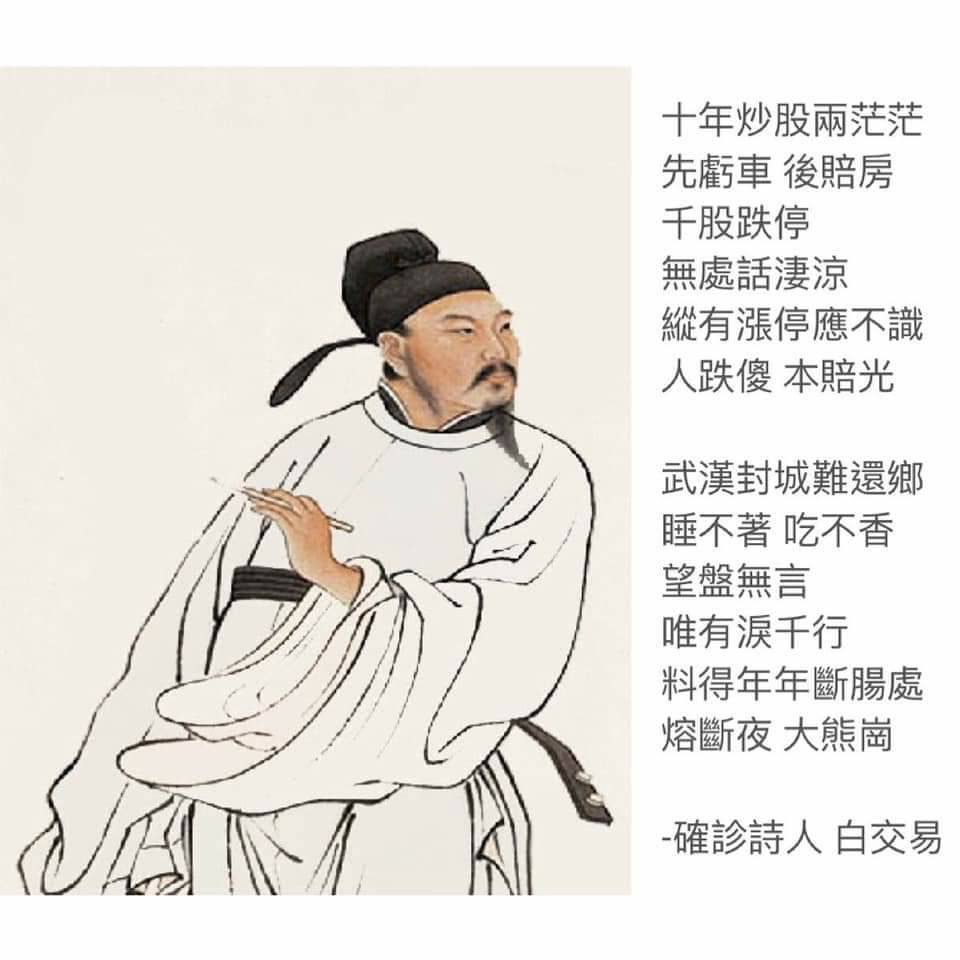 十年炒股兩茫茫
先虧車 後賠房
千股跌停
無處話淒涼
縱有漲停應不識
人跌傻 本賠光
武漢封城難還鄉
睡不著 吃不香
望盤無言
唯有淚千行
料得年年斷腸處
熔斷夜 大熊崗
-確診詩人 白交易